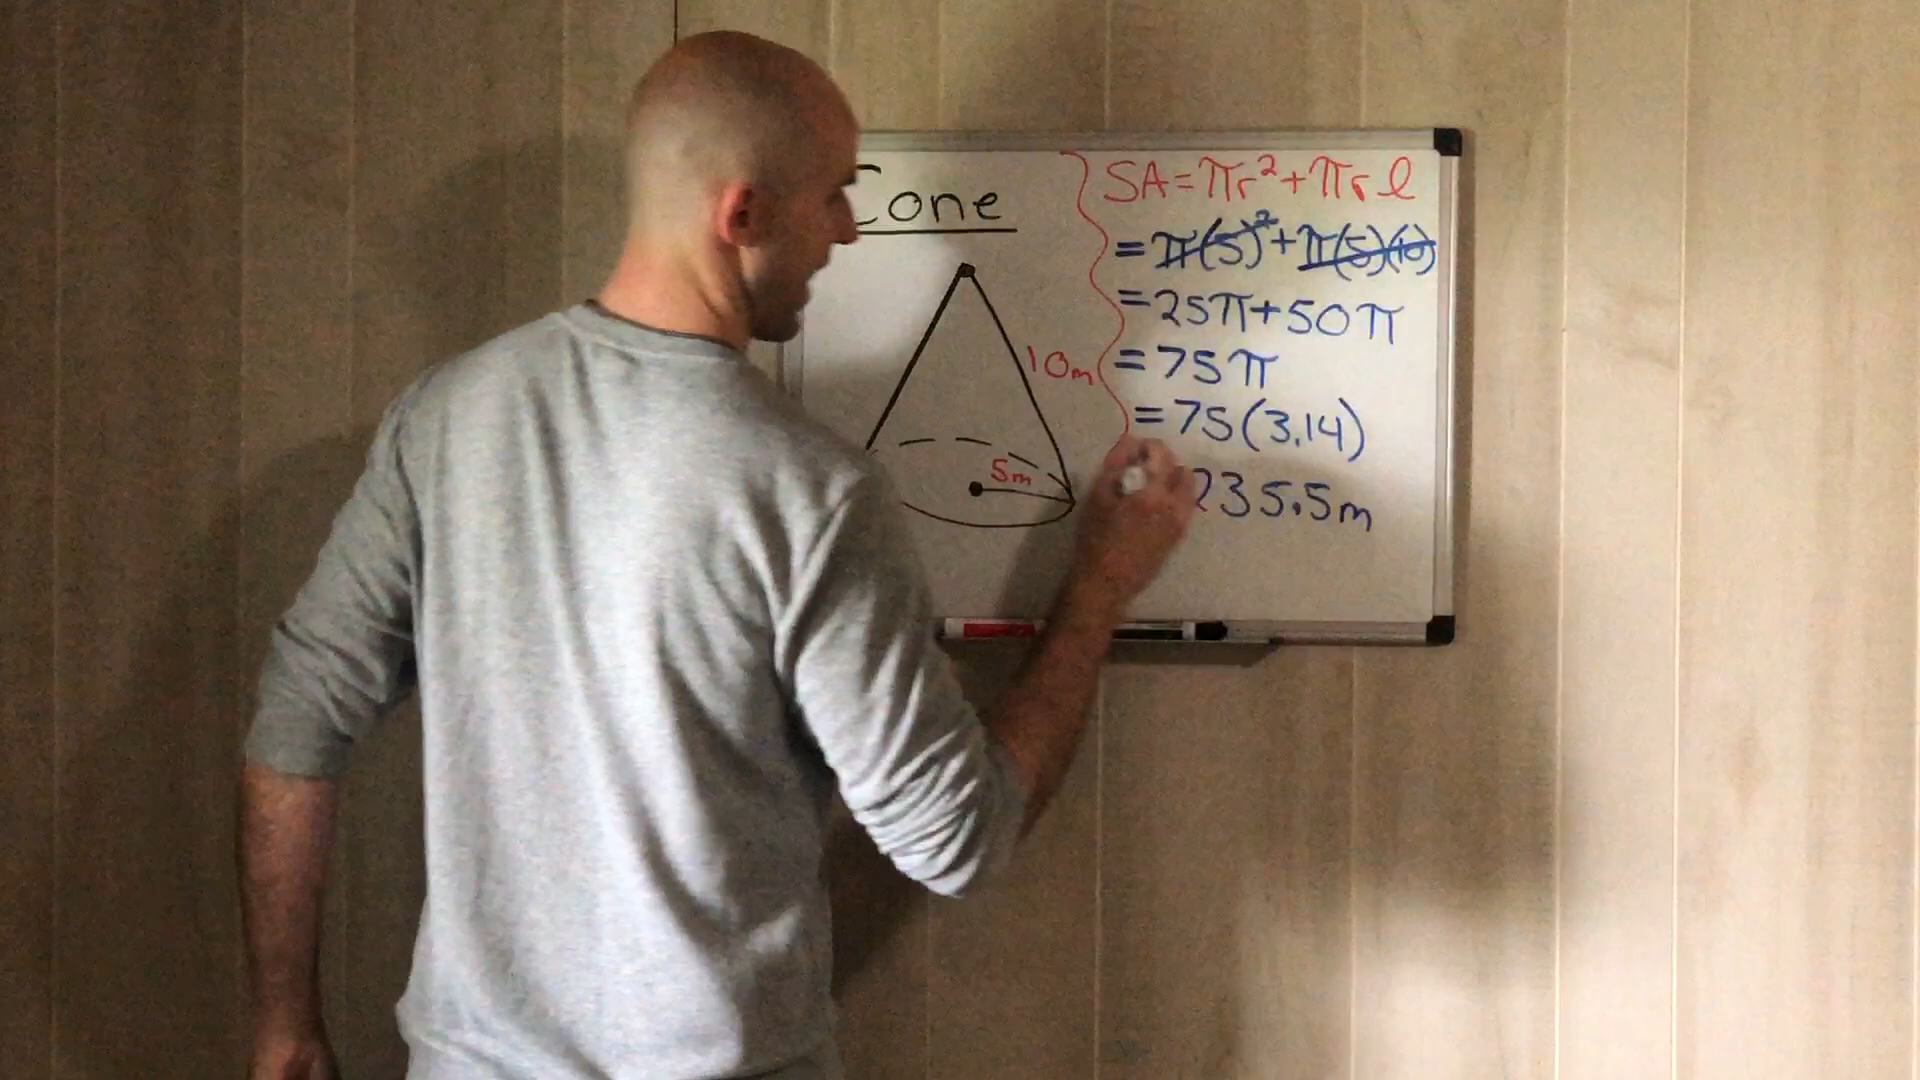 Cone
SA=πr²+πrl
=π(5)²+π(5)(10)
=25π+50π
=75π
=75(3.14)
235.5m
10m
5m